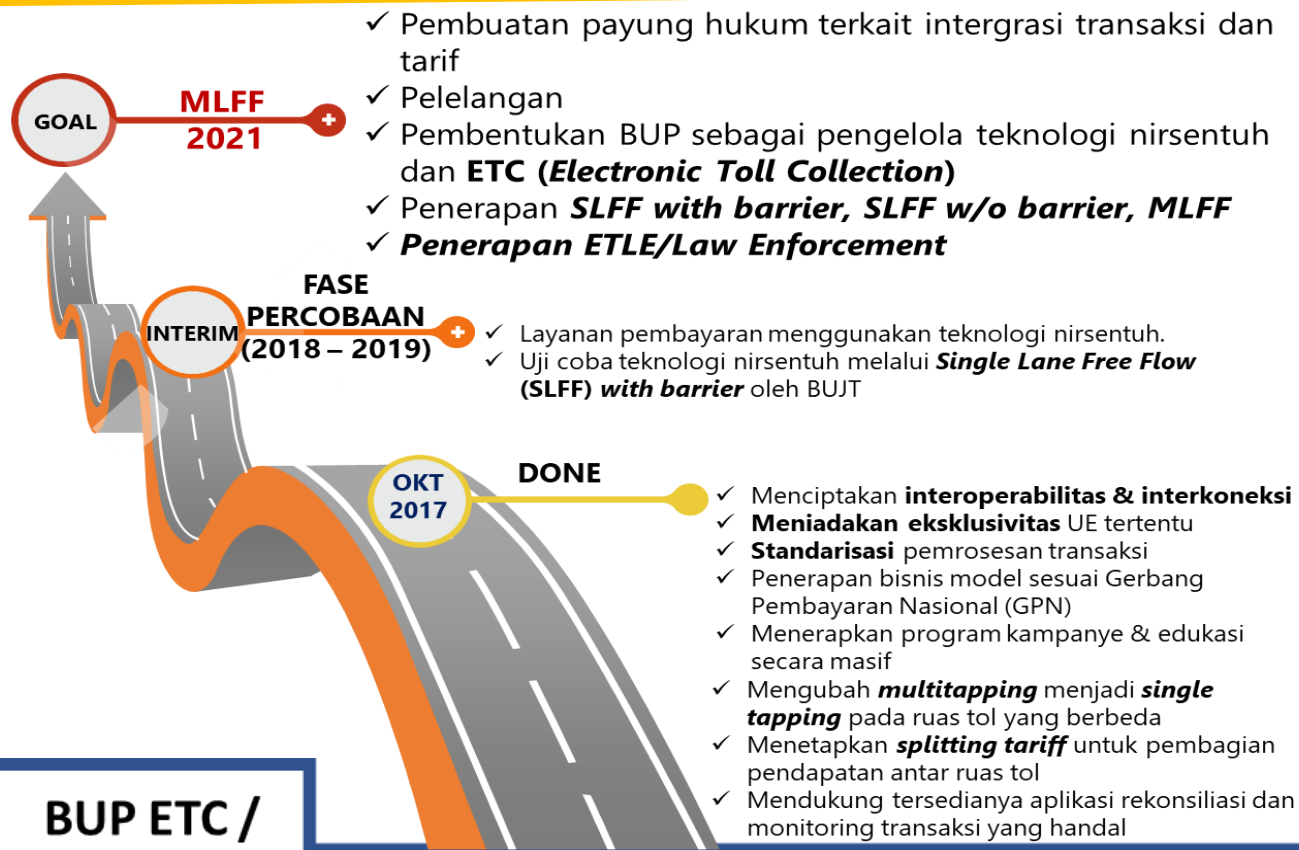 ✓ Pembuatan payung hukum terkait intergrasi transaksi dan
tarif
✓ Pelelangan
✓ Pembentukan BUP sebagai pengelola teknologi nirsentuh
dan ETC (Electronic Toll Collection)
✓ Penerapan SLFF with barrier, SLFF w/o barrier, MLFF
✓ Penerapan ETLE/Law Enforcement
GOAL
MLFF
2021
+
INTERIM
FASE
PERCOBAAN
(2018 – 2019)
+
✓ Layanan pembayaran menggunakan teknologi nirsentuh.
✓ Uji coba teknologi nirsentuh melalui Single Lane Free Flow
(SLFF) with barrier oleh BUJT
OKT
2017
DONE
✓ Menciptakan interoperabilitas & interkoneksi
✓ Meniadakan eksklusivitas UE tertentu
✓ Standarisasi pemrosesan transaksi
✓ Penerapan bisnis model sesuai Gerbang
Pembayaran Nasional (GPN)
✓ Menerapkan program kampanye & edukasi
secara masif
✓ Mengubah multitapping menjadi single
tapping pada ruas tol yang berbeda
✓ Menetapkan splitting tariff untuk pembagian
pendapatan antar ruas tol
✓ Mendukung tersedianya aplikasi rekonsiliasi dan
monitoring transaksi yang handal
BUP ETC /